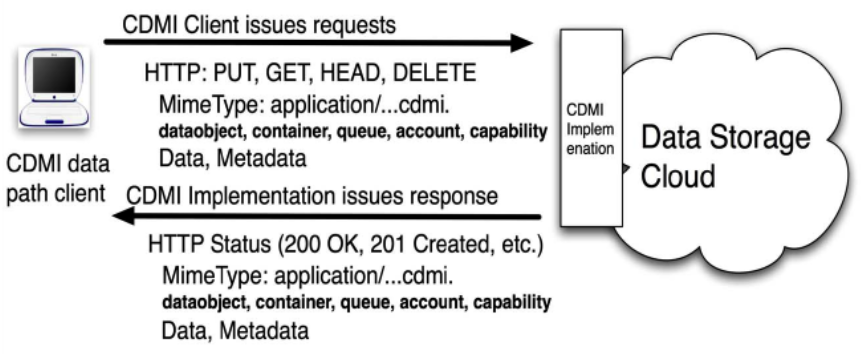 CDMI Client issues requests
HTTP: PUT, GET, HEAD, DELETE
MimeType: application/...cdmi.
dataobject, container, queue, account, capability
Data, Metadata
CDMI data
path client
CDMI Implementation issues response
HTTP Status (200 OK, 201 Created, etc.)
MimeType: application/...cdmi.
dataobject, container, queue, account, capability
Data, Metadata
CDMI
Implem
enation
Data Storage
Cloud